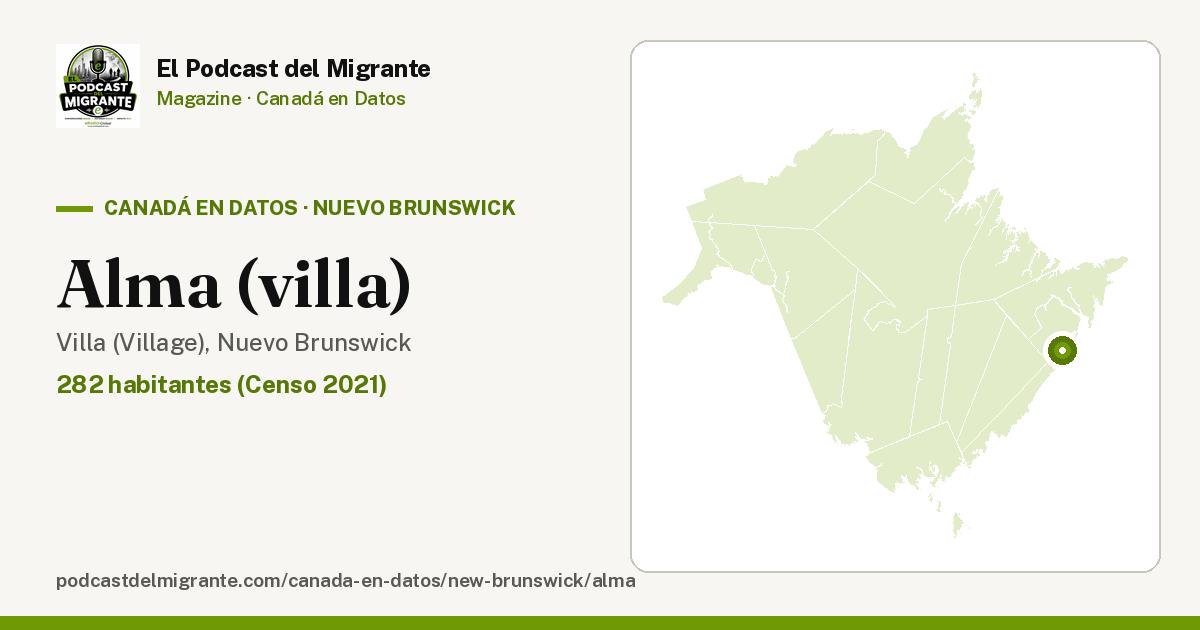 EL
PODCAST
DEL
MIGRANTE
El Podcast del Migrante
Magazine · Canadá en Datos
CANADÁ EN DATOS · NUEVO BRUNSWICK
Alma (villa)
Villa (Village), Nuevo Brunswick
282 habitantes (Censo 2021)
podcastdelmigrante.com/canada-en-datos/new-brunswick/alma